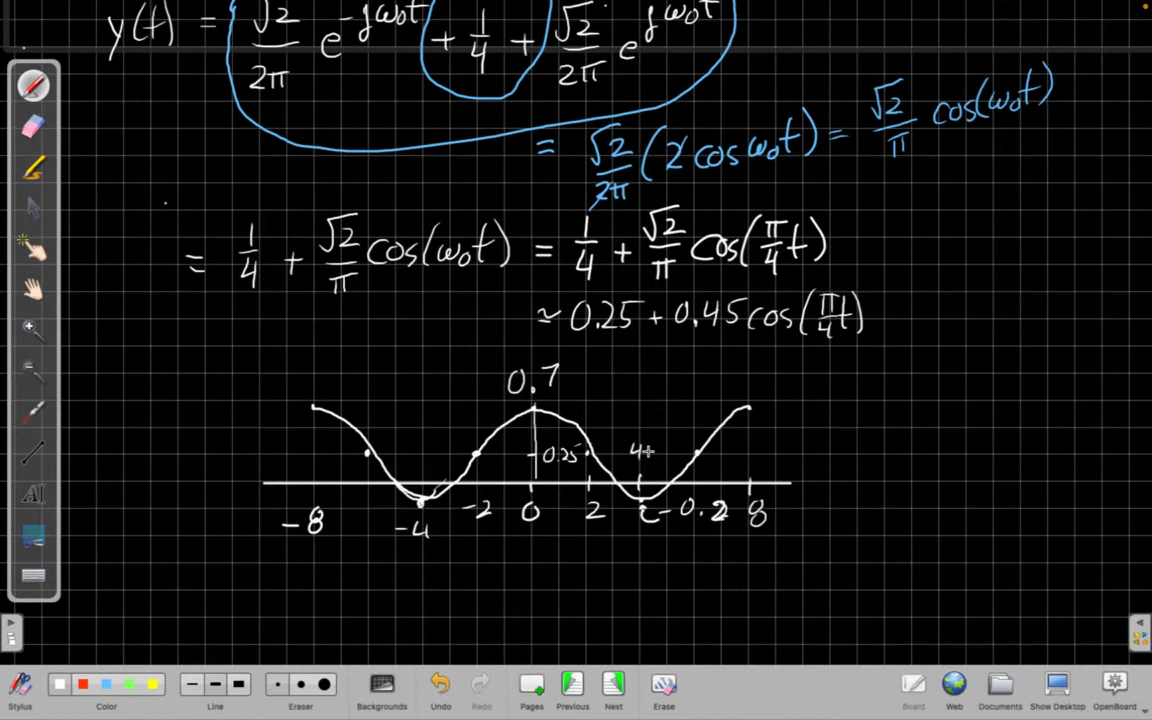 y(t) = √2/2π e^-jω₀t + 1/4 + √2/2π e^jω₀t
= √2/2π (2 cos ω₀t) = √2/π cos(ω₀t)
= 1/4 + √2/π cos(ω₀t) = 1/4 + √2/π cos(π/4 t)
≈ 0.25 + 0.45 cos(π/4 t)
0.7
0.25 4
-8 -4 -2 0 2 -0.2 8
Stylus Color Line Eraser Backgrounds Undo Redo Pages Previous Next Erase Board Web Documents Show Desktop OpenBoard